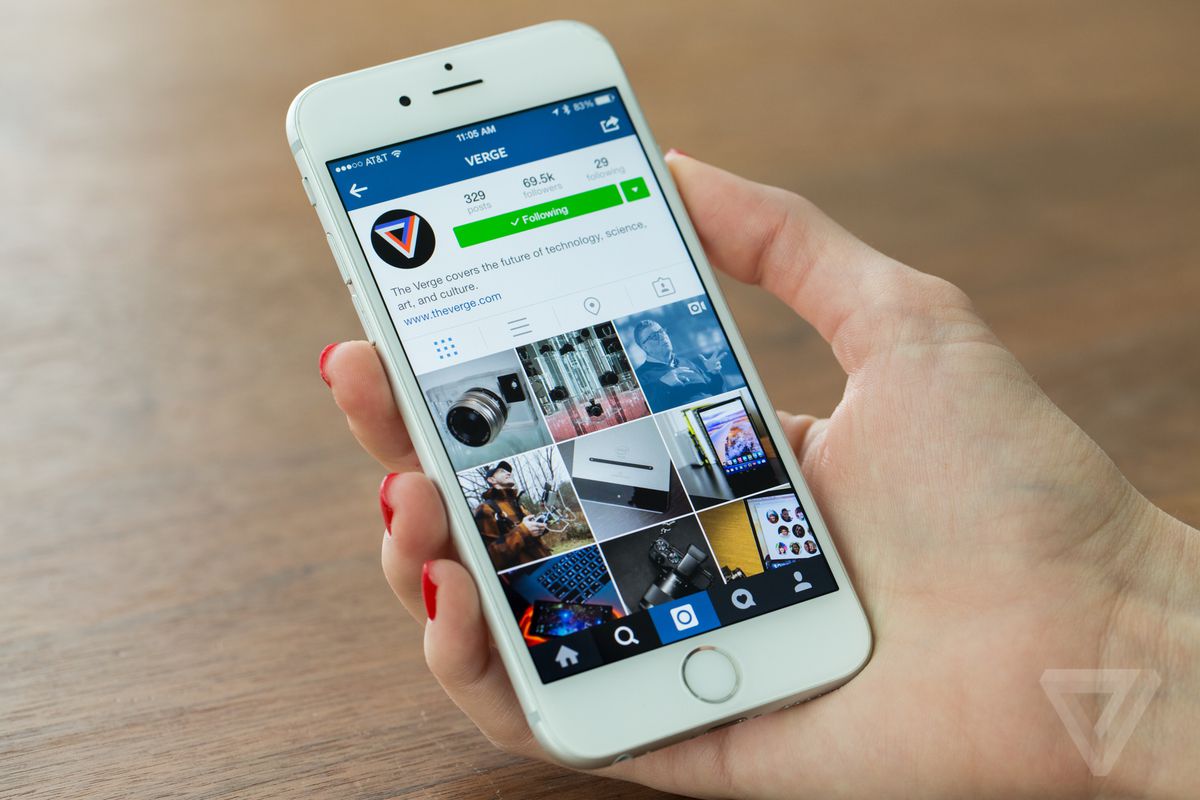 AT&T 11:05 AM 83%
VERGE
329 69.5k 29
posts followers following
Following
The Verge covers the future of technology, science,
art, and culture.
www.theverge.com